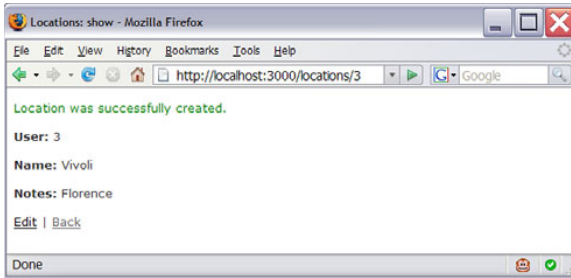 Locations: show - Mozilla Firefox
File Edit View History Bookmarks Tools Help
http://localhost:3000/locations/3 G Google
Location was successfully created.
User: 3
Name: Vivoli
Notes: Florence
Edit | Back
Done